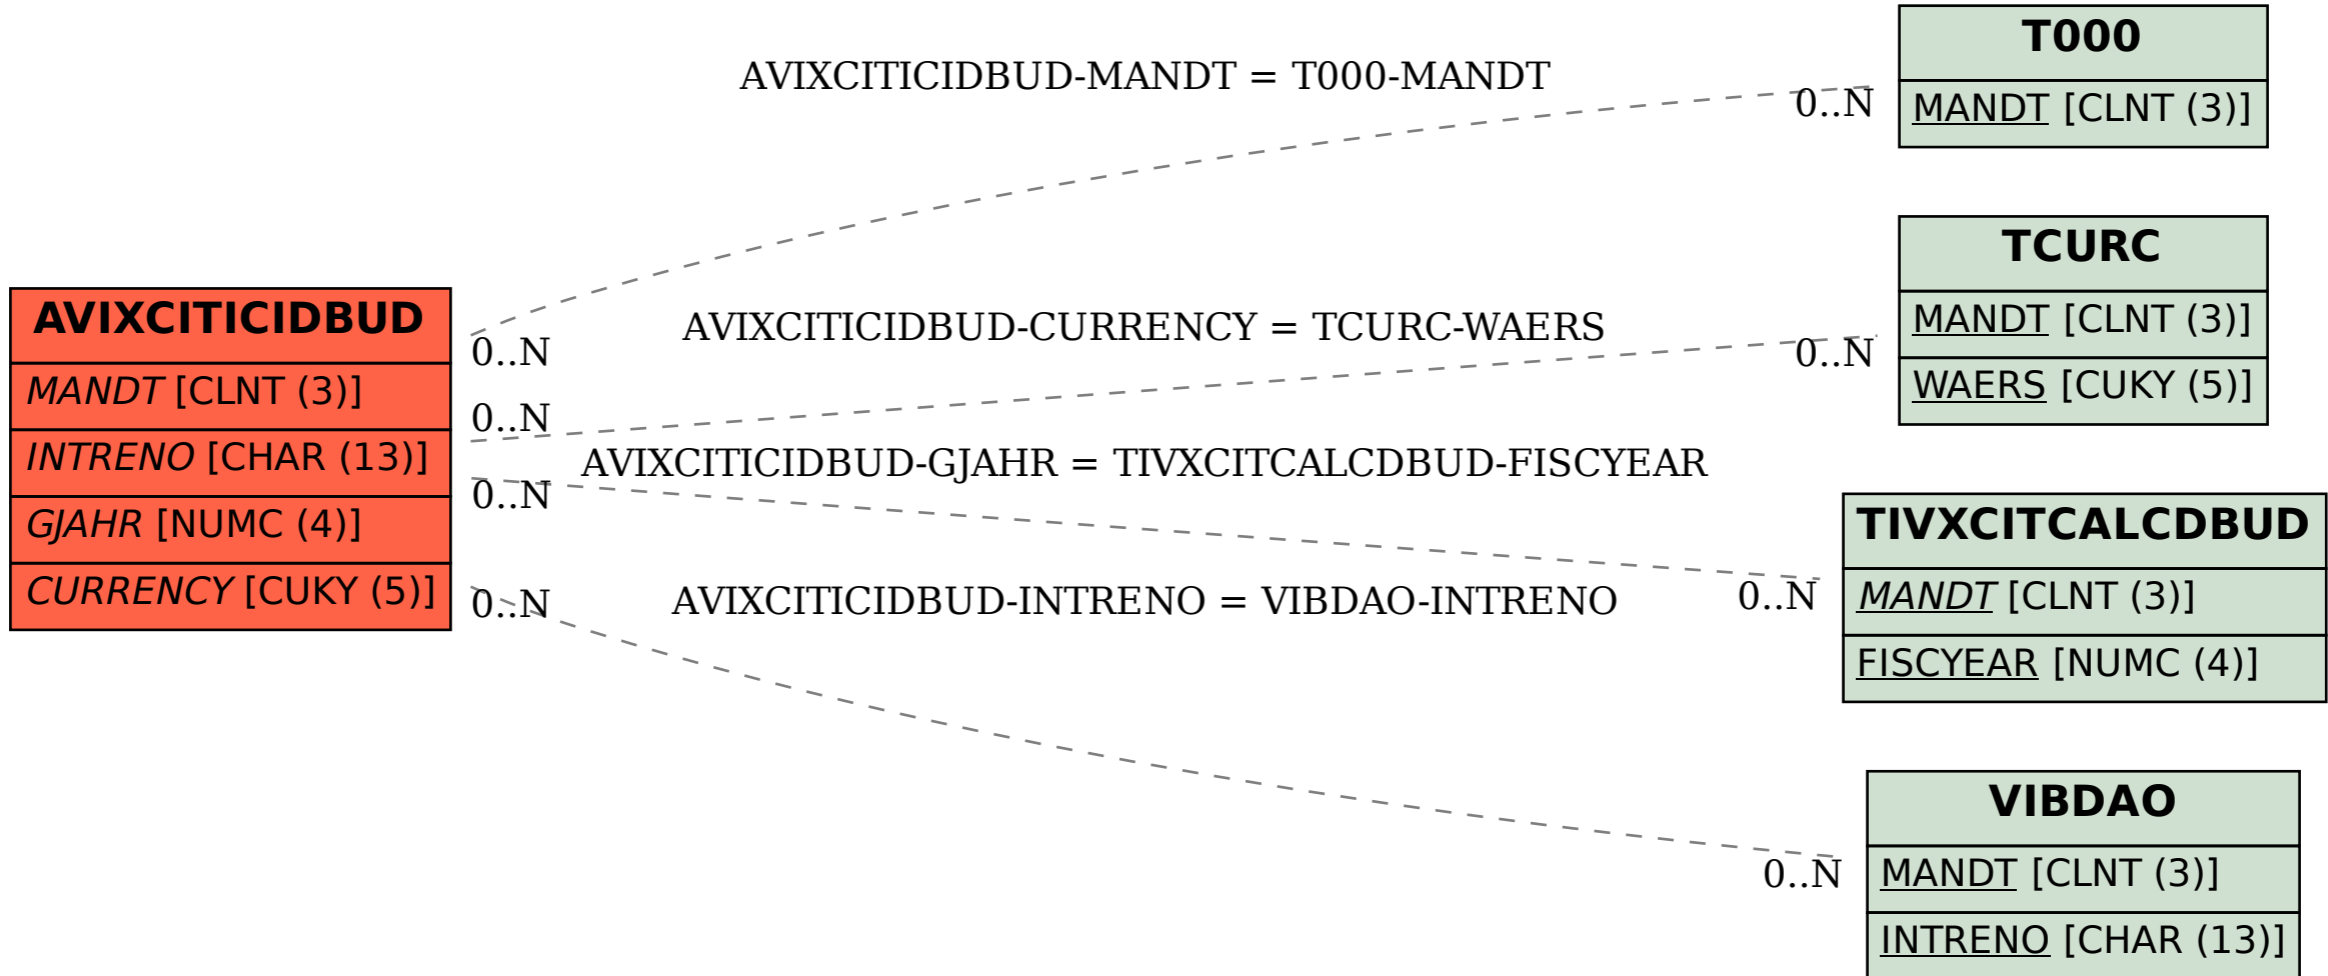 AVIXCITICIDBUD
MANDT [CLNT (3)]
INTRENO [CHAR (13)]
GJAHR [NUMC (4)]
CURRENCY [CUKY (5)]
AVIXCITICIDBUD-MANDT = T000-MANDT
0..N
0..N
AVIXCITICIDBUD-CURRENCY = TCURC-WAERS
0..N
0..N
AVIXCITICIDBUD-GJAHR = TIVXCITCALCDBUD-FISCYEAR
0..N
0..N
AVIXCITICIDBUD-INTRENO = VIBDAO-INTRENO
0..N
0..N
T000
MANDT [CLNT (3)]
TCURC
MANDT [CLNT (3)]
WAERS [CUKY (5)]
TIVXCITCALCDBUD
MANDT [CLNT (3)]
FISCYEAR [NUMC (4)]
VIBDAO
MANDT [CLNT (3)]
INTRENO [CHAR (13)]